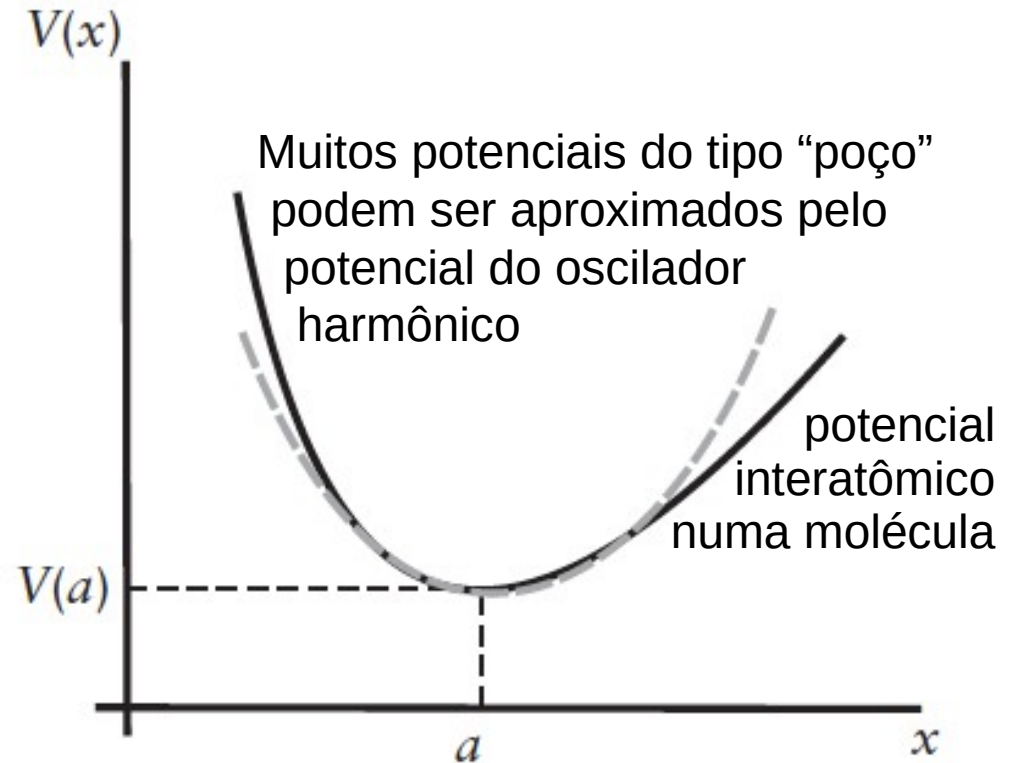 V(x)
Muitos potenciais do tipo “poço”
podem ser aproximados pelo
potencial do oscilador
harmônico
potencial
interatômico
numa molécula
V(a)
a
x